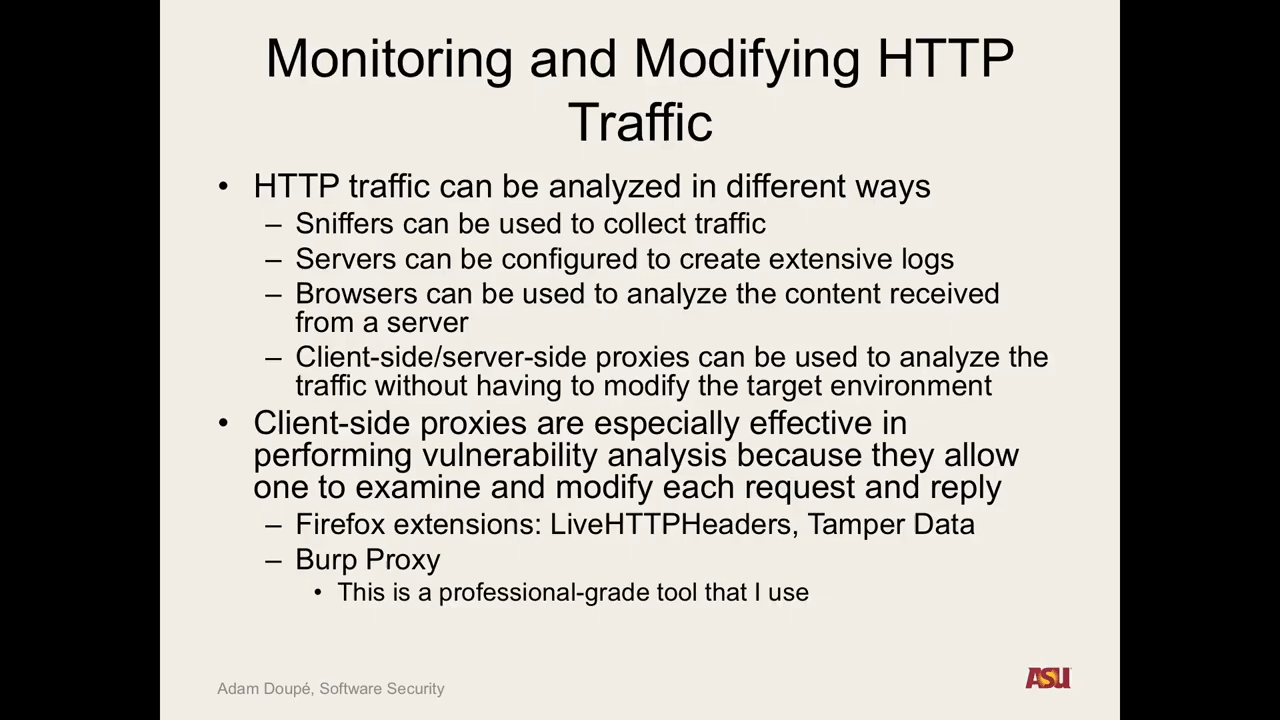 Monitoring and Modifying HTTP
Traffic
• HTTP traffic can be analyzed in different ways
– Sniffers can be used to collect traffic
– Servers can be configured to create extensive logs
– Browsers can be used to analyze the content received
from a server
– Client-side/server-side proxies can be used to analyze the
traffic without having to modify the target environment
• Client-side proxies are especially effective in
performing vulnerability analysis because they allow
one to examine and modify each request and reply
– Firefox extensions: LiveHTTPHeaders, Tamper Data
– Burp Proxy
• This is a professional-grade tool that I use
Adam Doupé, Software Security
ASU